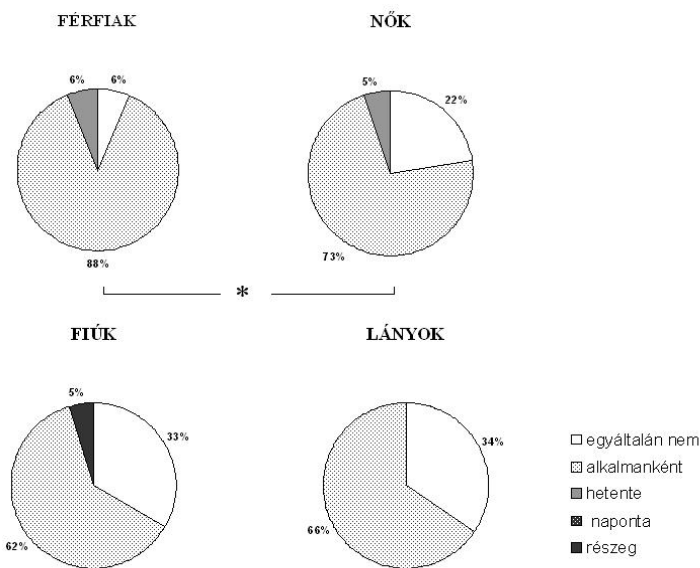 FÉRFIAK
NŐK
6%
6%
88%
5%
22%
73%
*
FIÚK
LÁNYOK
5%
33%
62%
34%
66%
egyáltalán nem
alkalmanként
hetente
naponta
részeg